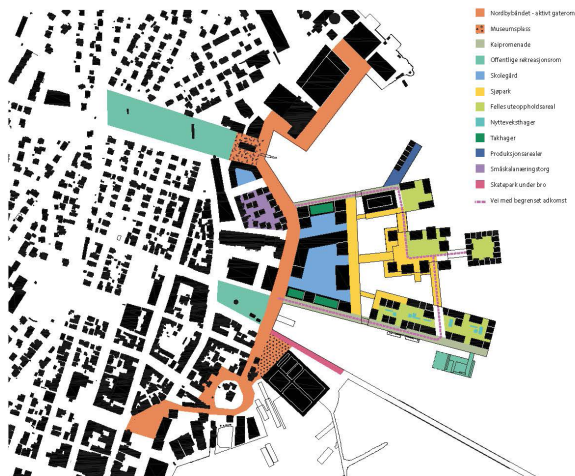 Nordbybåndet - aktivt gaterom
Museumsplass
Kaipromenade
Offentlige rekreasjonsrom
Skolegård
Sjøpark
Felles uteoppholdsareal
Nytteveksthager
Takhager
Produksjonsarealer
Småskalanæringstorg
Skatepark under bro
Vei med begrenset adkomst